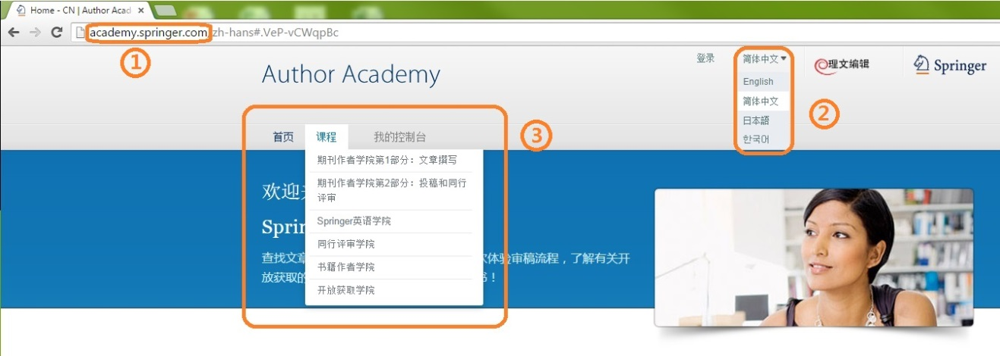 Home - CN | Author Acad
academy.springer.com/zh-hans#.VeP-vCWqpBc
①
Author Academy
登录
简体中文
English
简体中文
日本語
한국어
理文编辑
Springer
②
首页 课程 我的控制台
③
期刊作者学院第1部分：文章撰写
期刊作者学院第2部分：投稿和同行
评审
Springer英语学院
同行评审学院
书籍作者学院
开放获取学院
欢迎
Sprin
查找文章 体验审稿流程，了解有关开
放获取的 ！